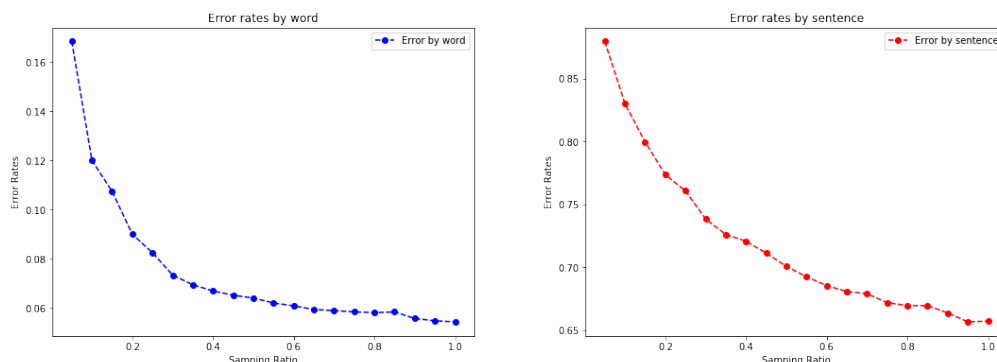 Error rates by word
Error by word
0.16
0.14
0.12
0.10
0.08
0.06
Error Rates
0.2
0.4
0.6
0.8
1.0
Samping Ratio
Error rates by sentence
Error by sentence
0.85
0.80
0.75
0.70
0.65
Error Rates
0.2
0.4
0.6
0.8
1.0
Samping Ratio